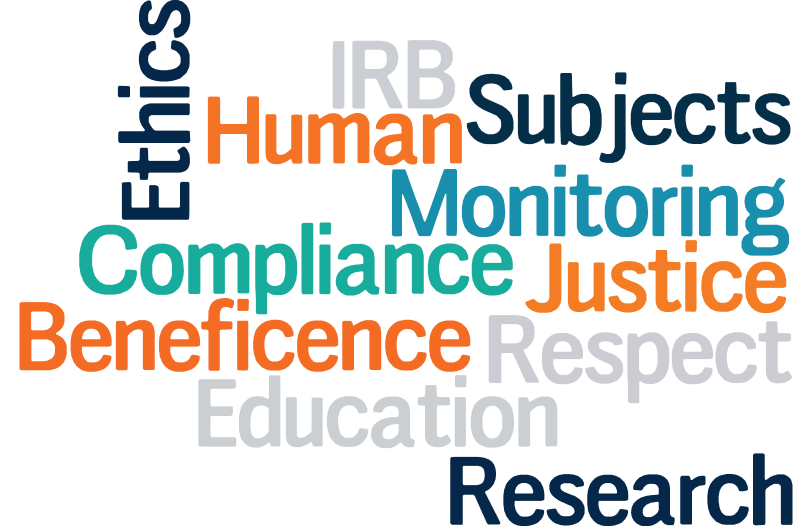 Ethics
IRB
Human
Subjects
Monitoring
Compliance
Justice
Beneficence
Respect
Education
Research